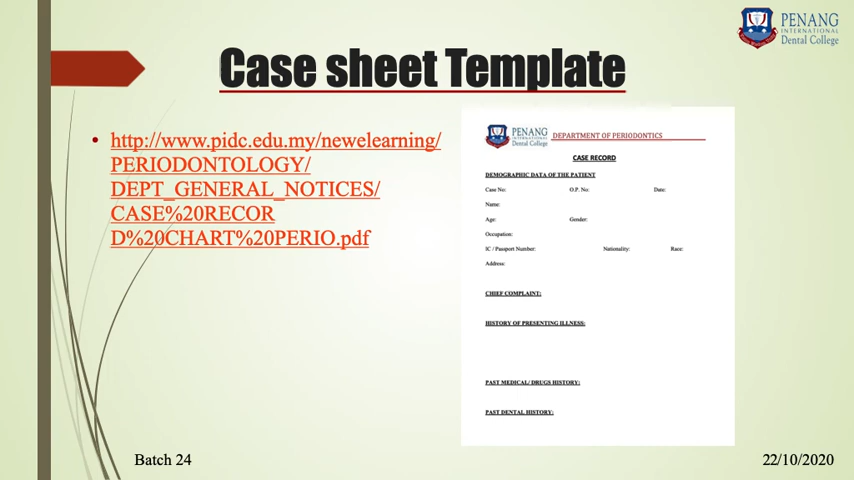 PENANG
INTERNATIONAL
Dental College
Case sheet Template
• http://www.pidc.edu.my/newelearning/
PERIODONTOLOGY/
DEPT_GENERAL_NOTICES/
CASE%20RECOR
D%20CHART%20PERIO.pdf
PENANG
INTERNATIONAL
Dental College
DEPARTMENT OF PERIODONTICS
CASE RECORD
DEMOGRAPHIC DATA OF THE PATIENT
Case No: O.P. No: Date:
Name:
Age: Gender:
Occupation:
IC / Passport Number: Nationality: Race:
Address:
CHIEF COMPLAINT:
HISTORY OF PRESENTING ILLNESS:
PAST MEDICAL/ DRUGS HISTORY:
PAST DENTAL HISTORY:
Batch 24
22/10/2020